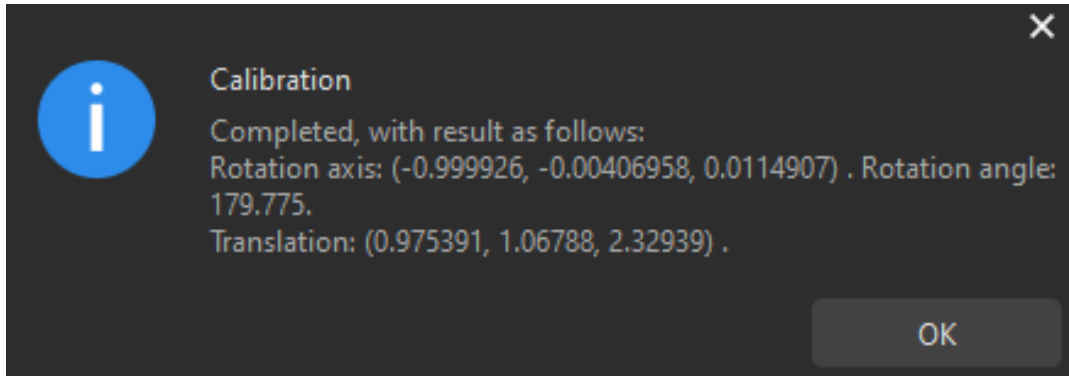 Calibration
Completed, with result as follows:
Rotation axis: (-0.999926, -0.00406958, 0.0114907) . Rotation angle:
179.775.
Translation: (0.975391, 1.06788, 2.32939) .
OK